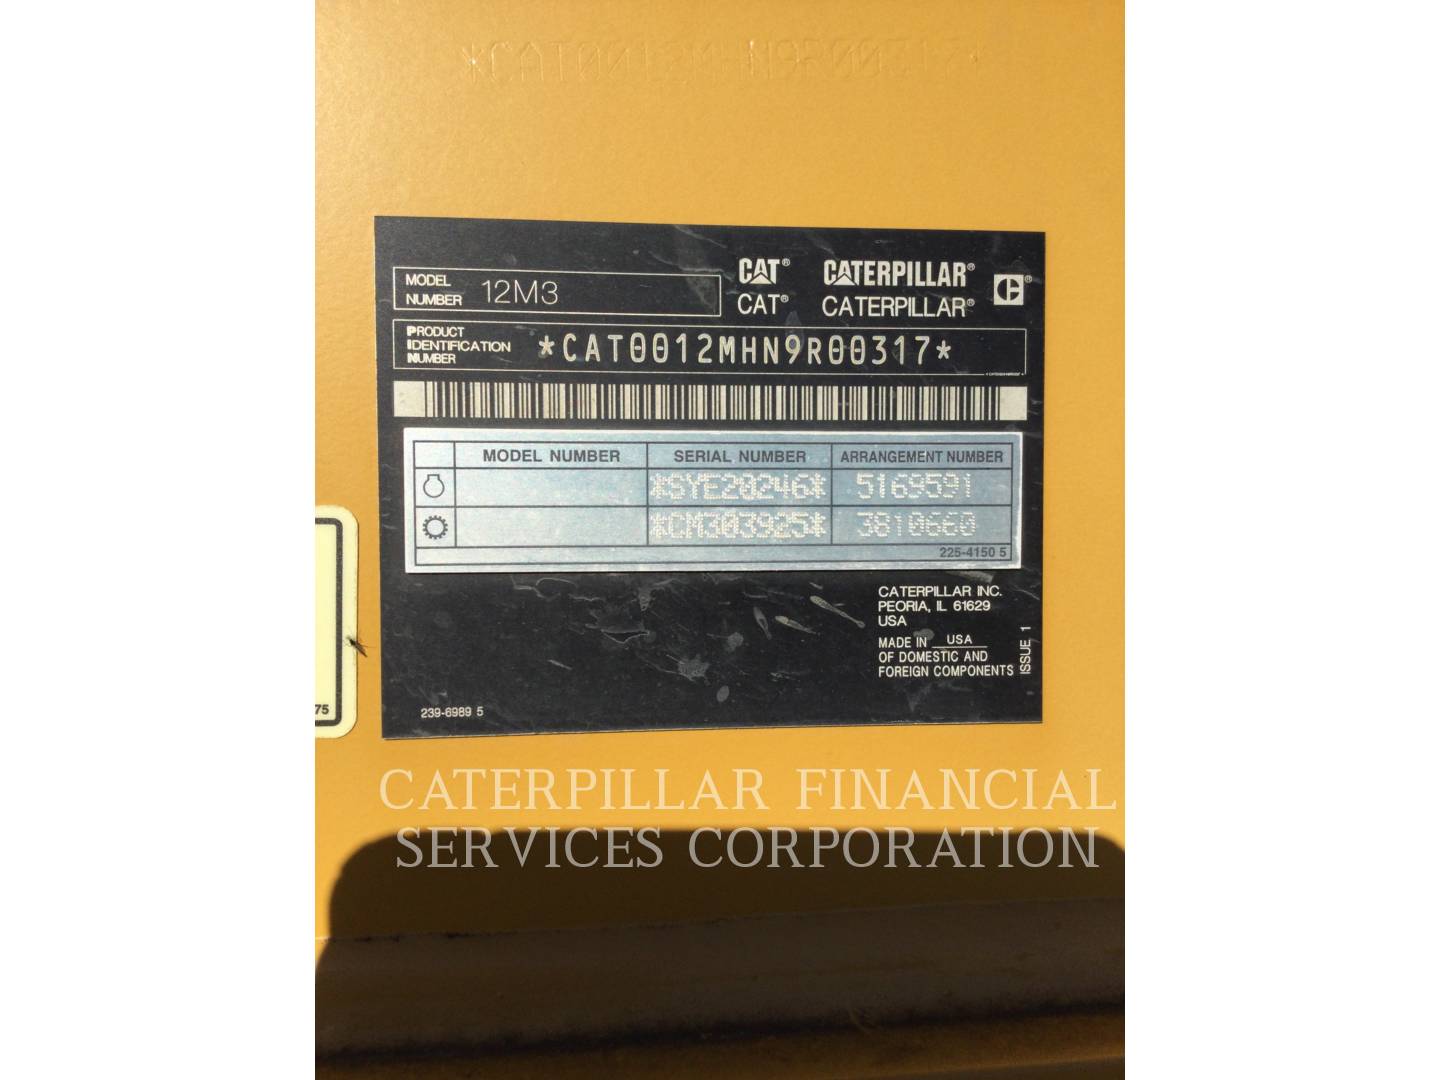 *CAT0012MHN9R00317*
MODEL NUMBER 12M3
CAT® CATERPILLAR®
CAT® CATERPILLAR®
PRODUCT IDENTIFICATION NUMBER *CAT0012MHN9R00317*
MODEL NUMBER SERIAL NUMBER ARRANGEMENT NUMBER
*SYE20246* 5169591
*CM303925* 3810660
225-4150 5
CATERPILLAR INC.
PEORIA, IL 61629
USA
MADE IN USA
OF DOMESTIC AND
FOREIGN COMPONENTS
ISSUE 1
239-6989 5
75
CATERPILLAR FINANCIAL
SERVICES CORPORATION